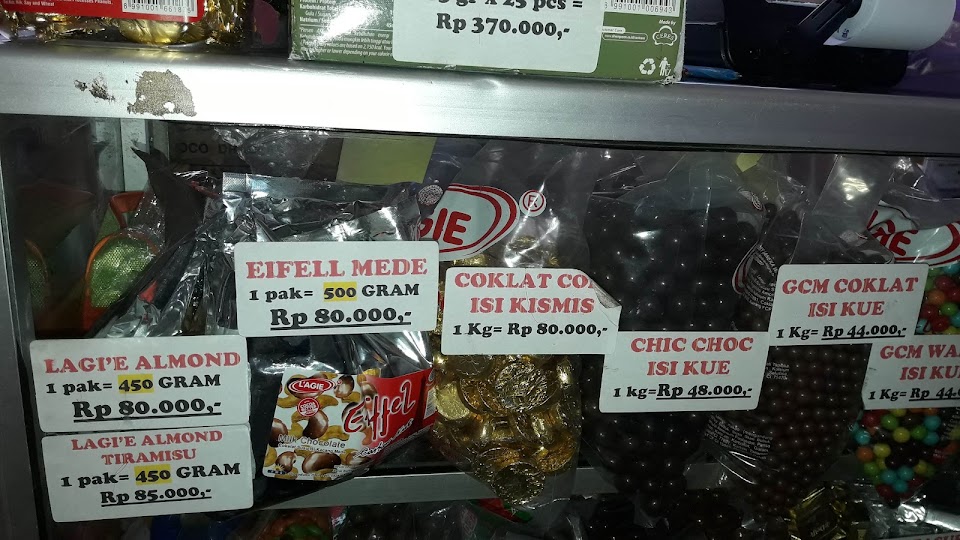 Rp 370.000,-
EIFELL MEDE
1 pak= 500 GRAM
Rp 80.000,-
COKLAT
ISI KISMIS
1 Kg= Rp 80.000,-
GCM COKLAT
ISI KUE
1 Kg= Rp 44.000,-
CHIC CHOC
ISI KUE
1 kg= Rp 48.000,-
GCM
ISI
1 Kg= Rp
LAGI'E ALMOND
1 pak= 450 GRAM
Rp 80.000,-
LAGI'E ALMOND
TIRAMISU
1 pak= 450 GRAM
Rp 85.000,-
L'AGIE
Eiffel
Milk Chocolate